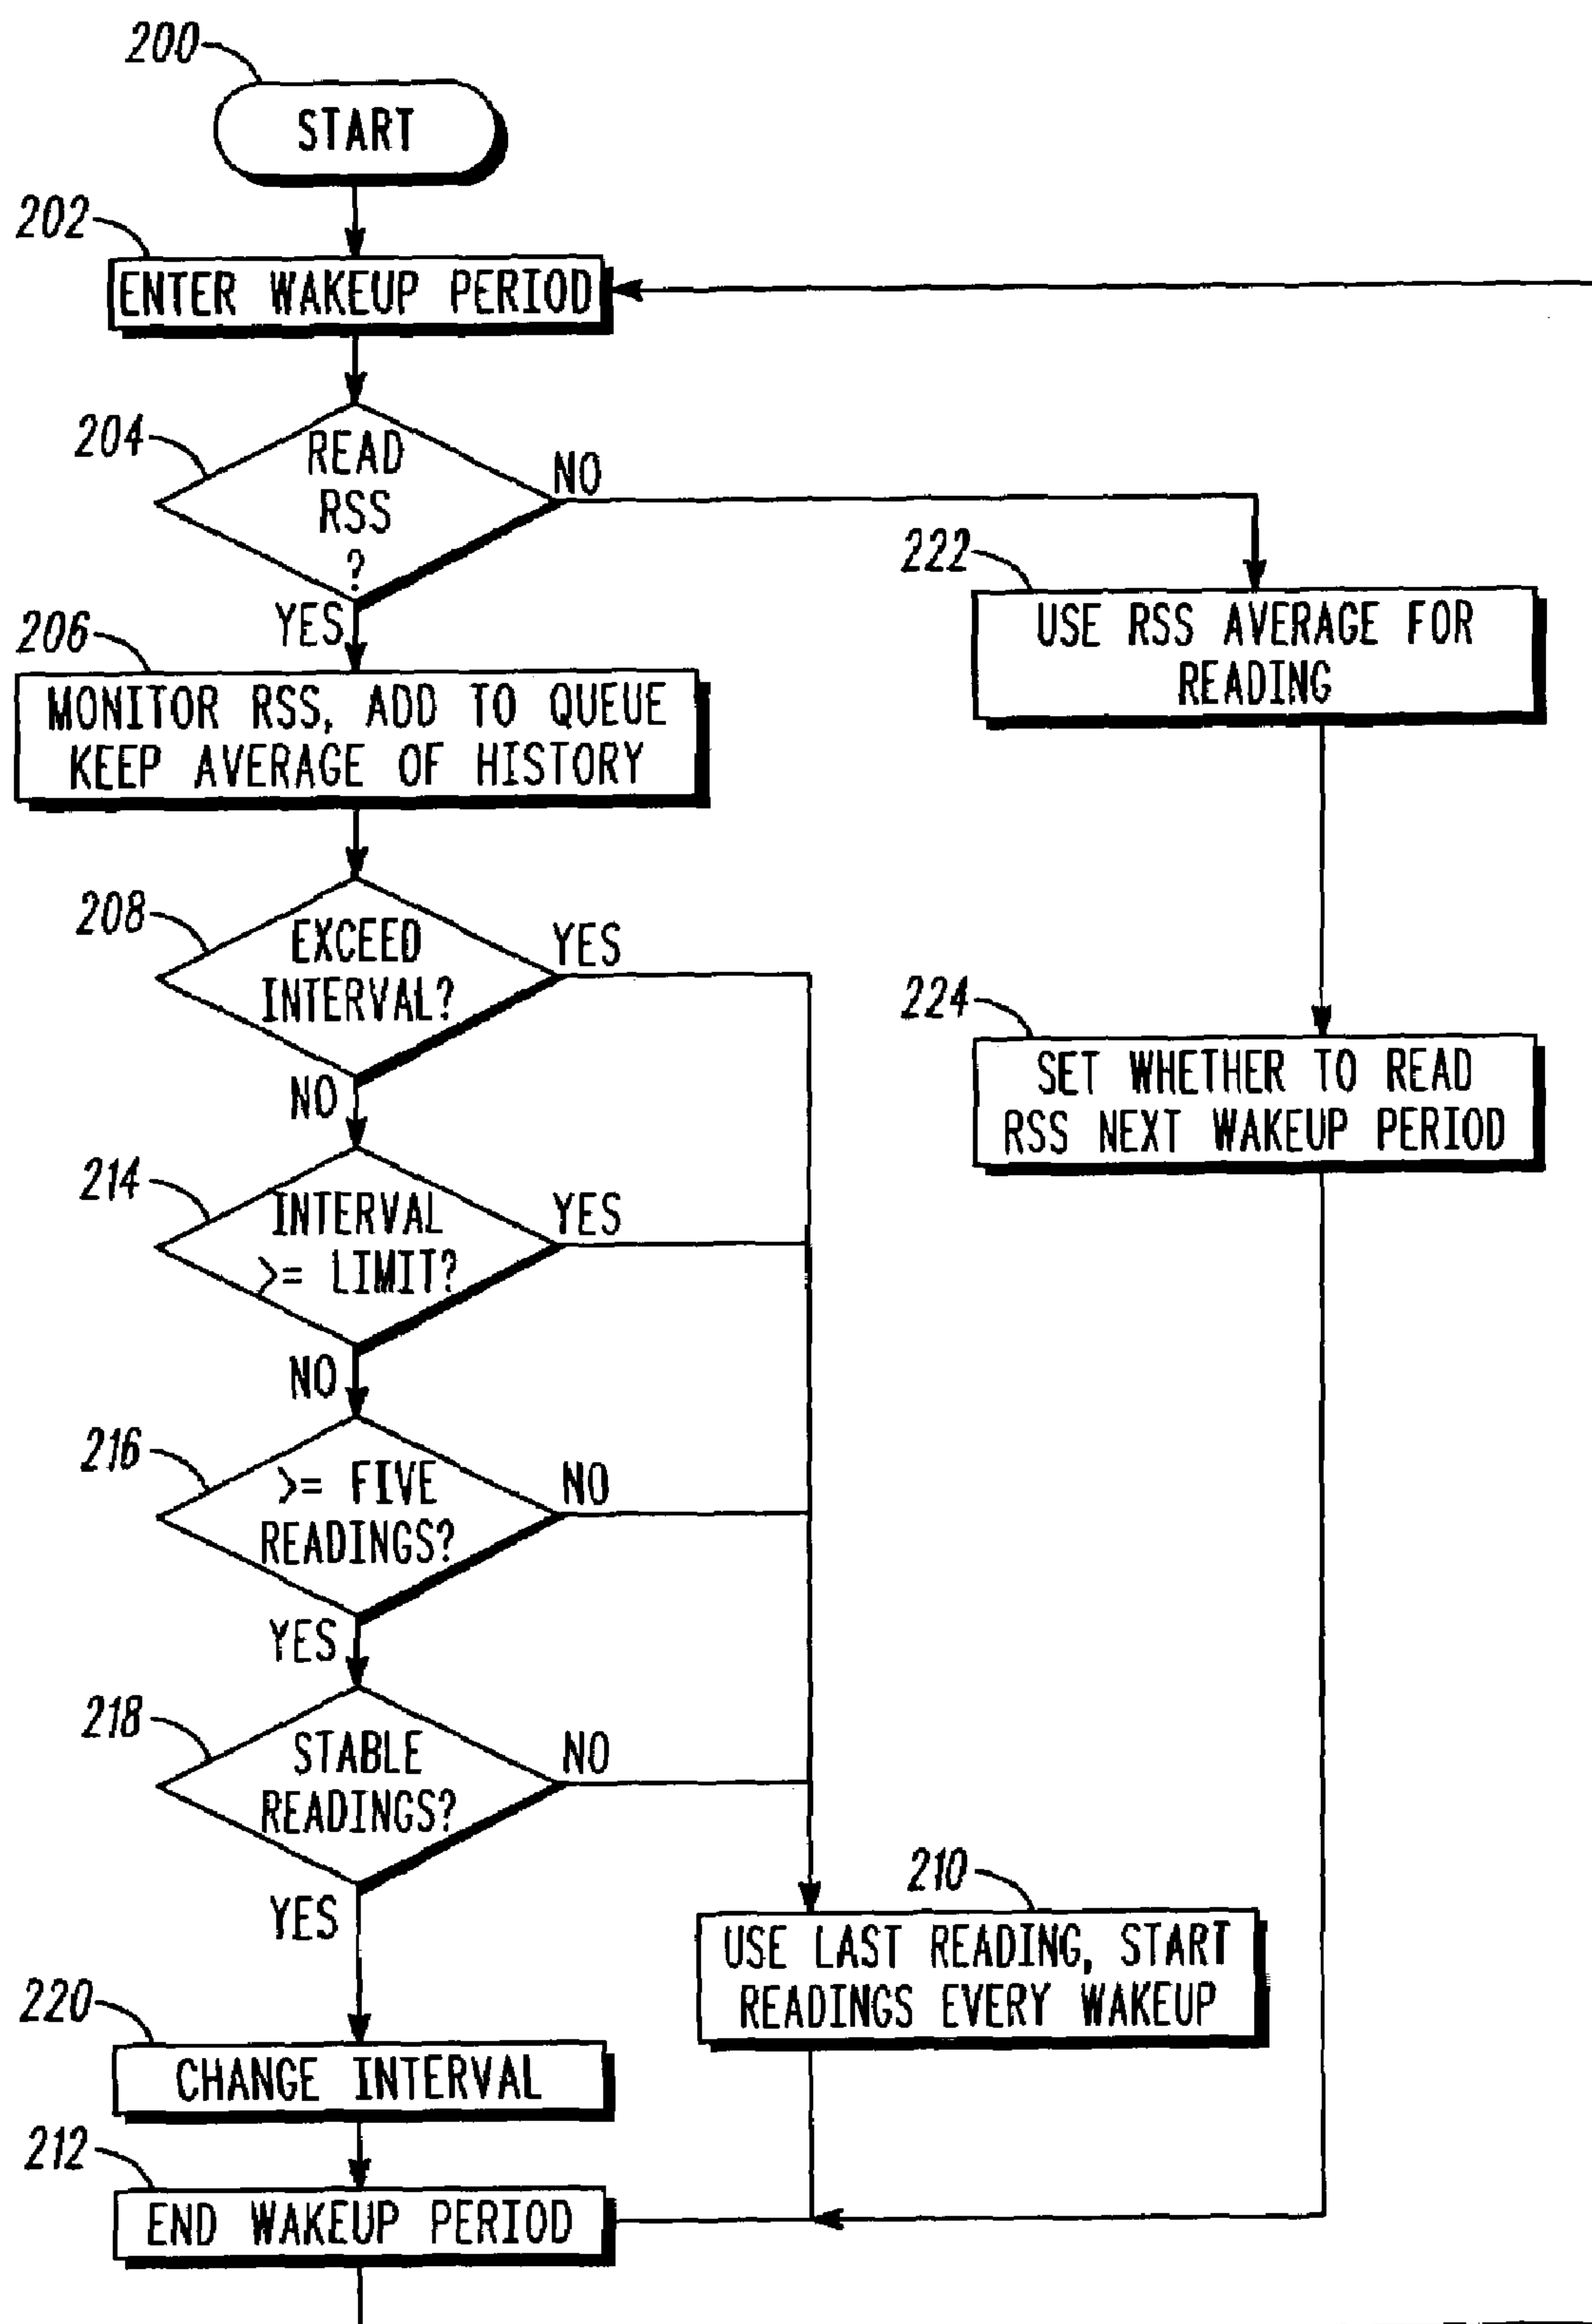 200
START
202
ENTER WAKEUP PERIOD
204
READ
RSS
?
NO
YES
222
USE RSS AVERAGE FOR
READING
206
MONITOR RSS, ADD TO QUEUE
KEEP AVERAGE OF HISTORY
208
EXCEED
INTERVAL?
YES
NO
224
SET WHETHER TO READ
RSS NEXT WAKEUP PERIOD
214
INTERVAL
>= LIMIT?
YES
NO
216
>= FIVE
READINGS?
NO
YES
218
STABLE
READINGS?
NO
YES
210
USE LAST READING, START
READINGS EVERY WAKEUP
220
CHANGE INTERVAL
212
END WAKEUP PERIOD